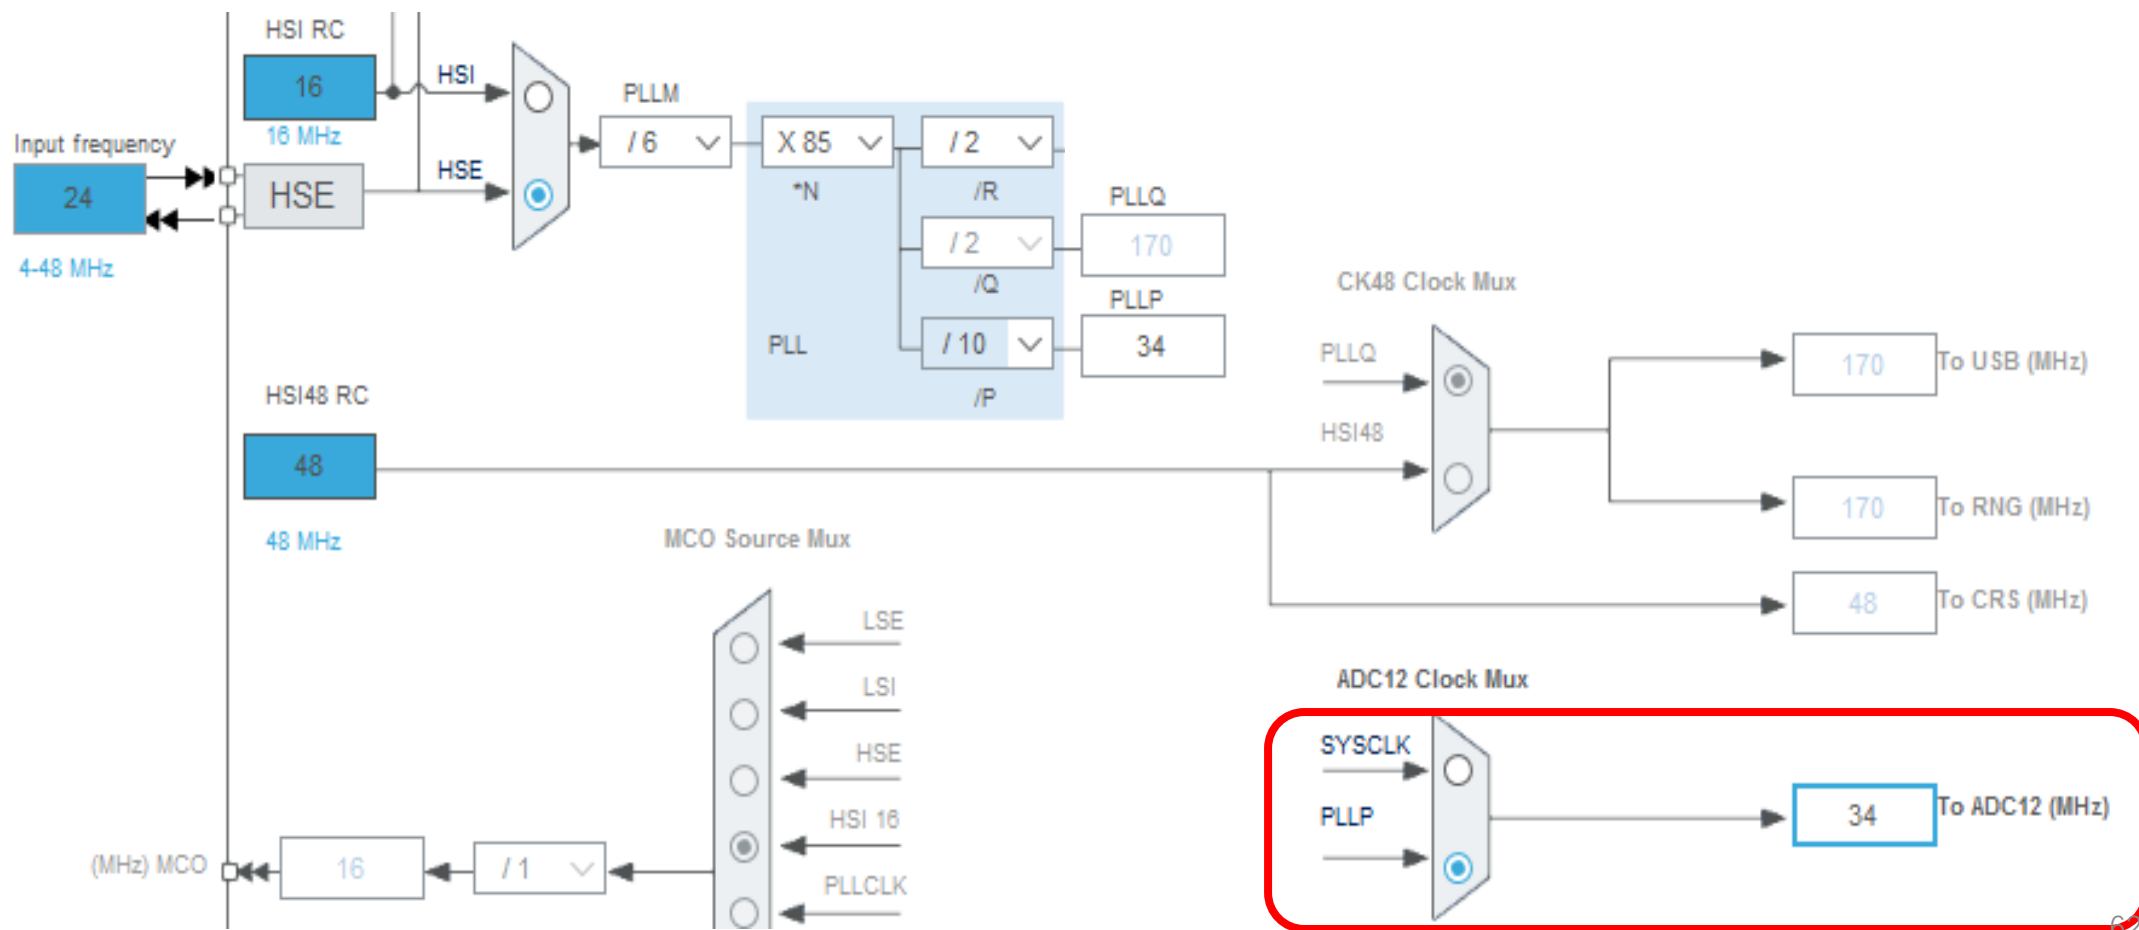 HSI RC
16
16 MHz
HSI
Input frequency
24
4-48 MHz
HSE
HSE
PLLM
/ 6
X 85
*N
/ 2
/R
/ 2
/Q
/ 10
/P
PLL
PLLQ
170
PLLP
34
HSI48 RC
48
48 MHz
CK48 Clock Mux
PLLQ
HSI48
170
To USB (MHz)
170
To RNG (MHz)
48
To CRS (MHz)
MCO Source Mux
LSE
LSI
HSE
HSI 16
PLLCLK
(MHz) MCO
16
/ 1
ADC12 Clock Mux
SYSCLK
PLLP
34
To ADC12 (MHz)